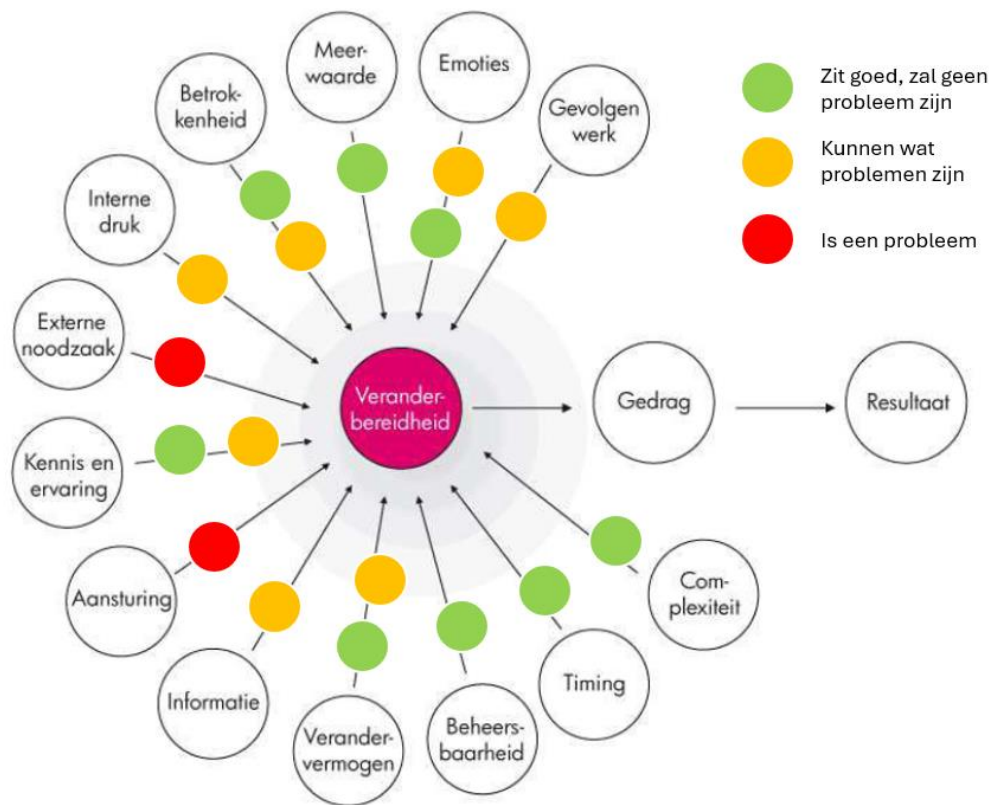 Meer-
waarde
Emoties
Betrok-
kenheid
Gevolgen
werk
Interne
druk
Externe
noodzaak
Kennis en
ervaring
Aansturing
Informatie
Verander-
vermogen
Beheers-
baarheid
Timing
Com-
plexiteit
Verander-
bereidheid
Gedrag
Resultaat
Zit goed, zal geen
probleem zijn
Kunnen wat
problemen zijn
Is een probleem